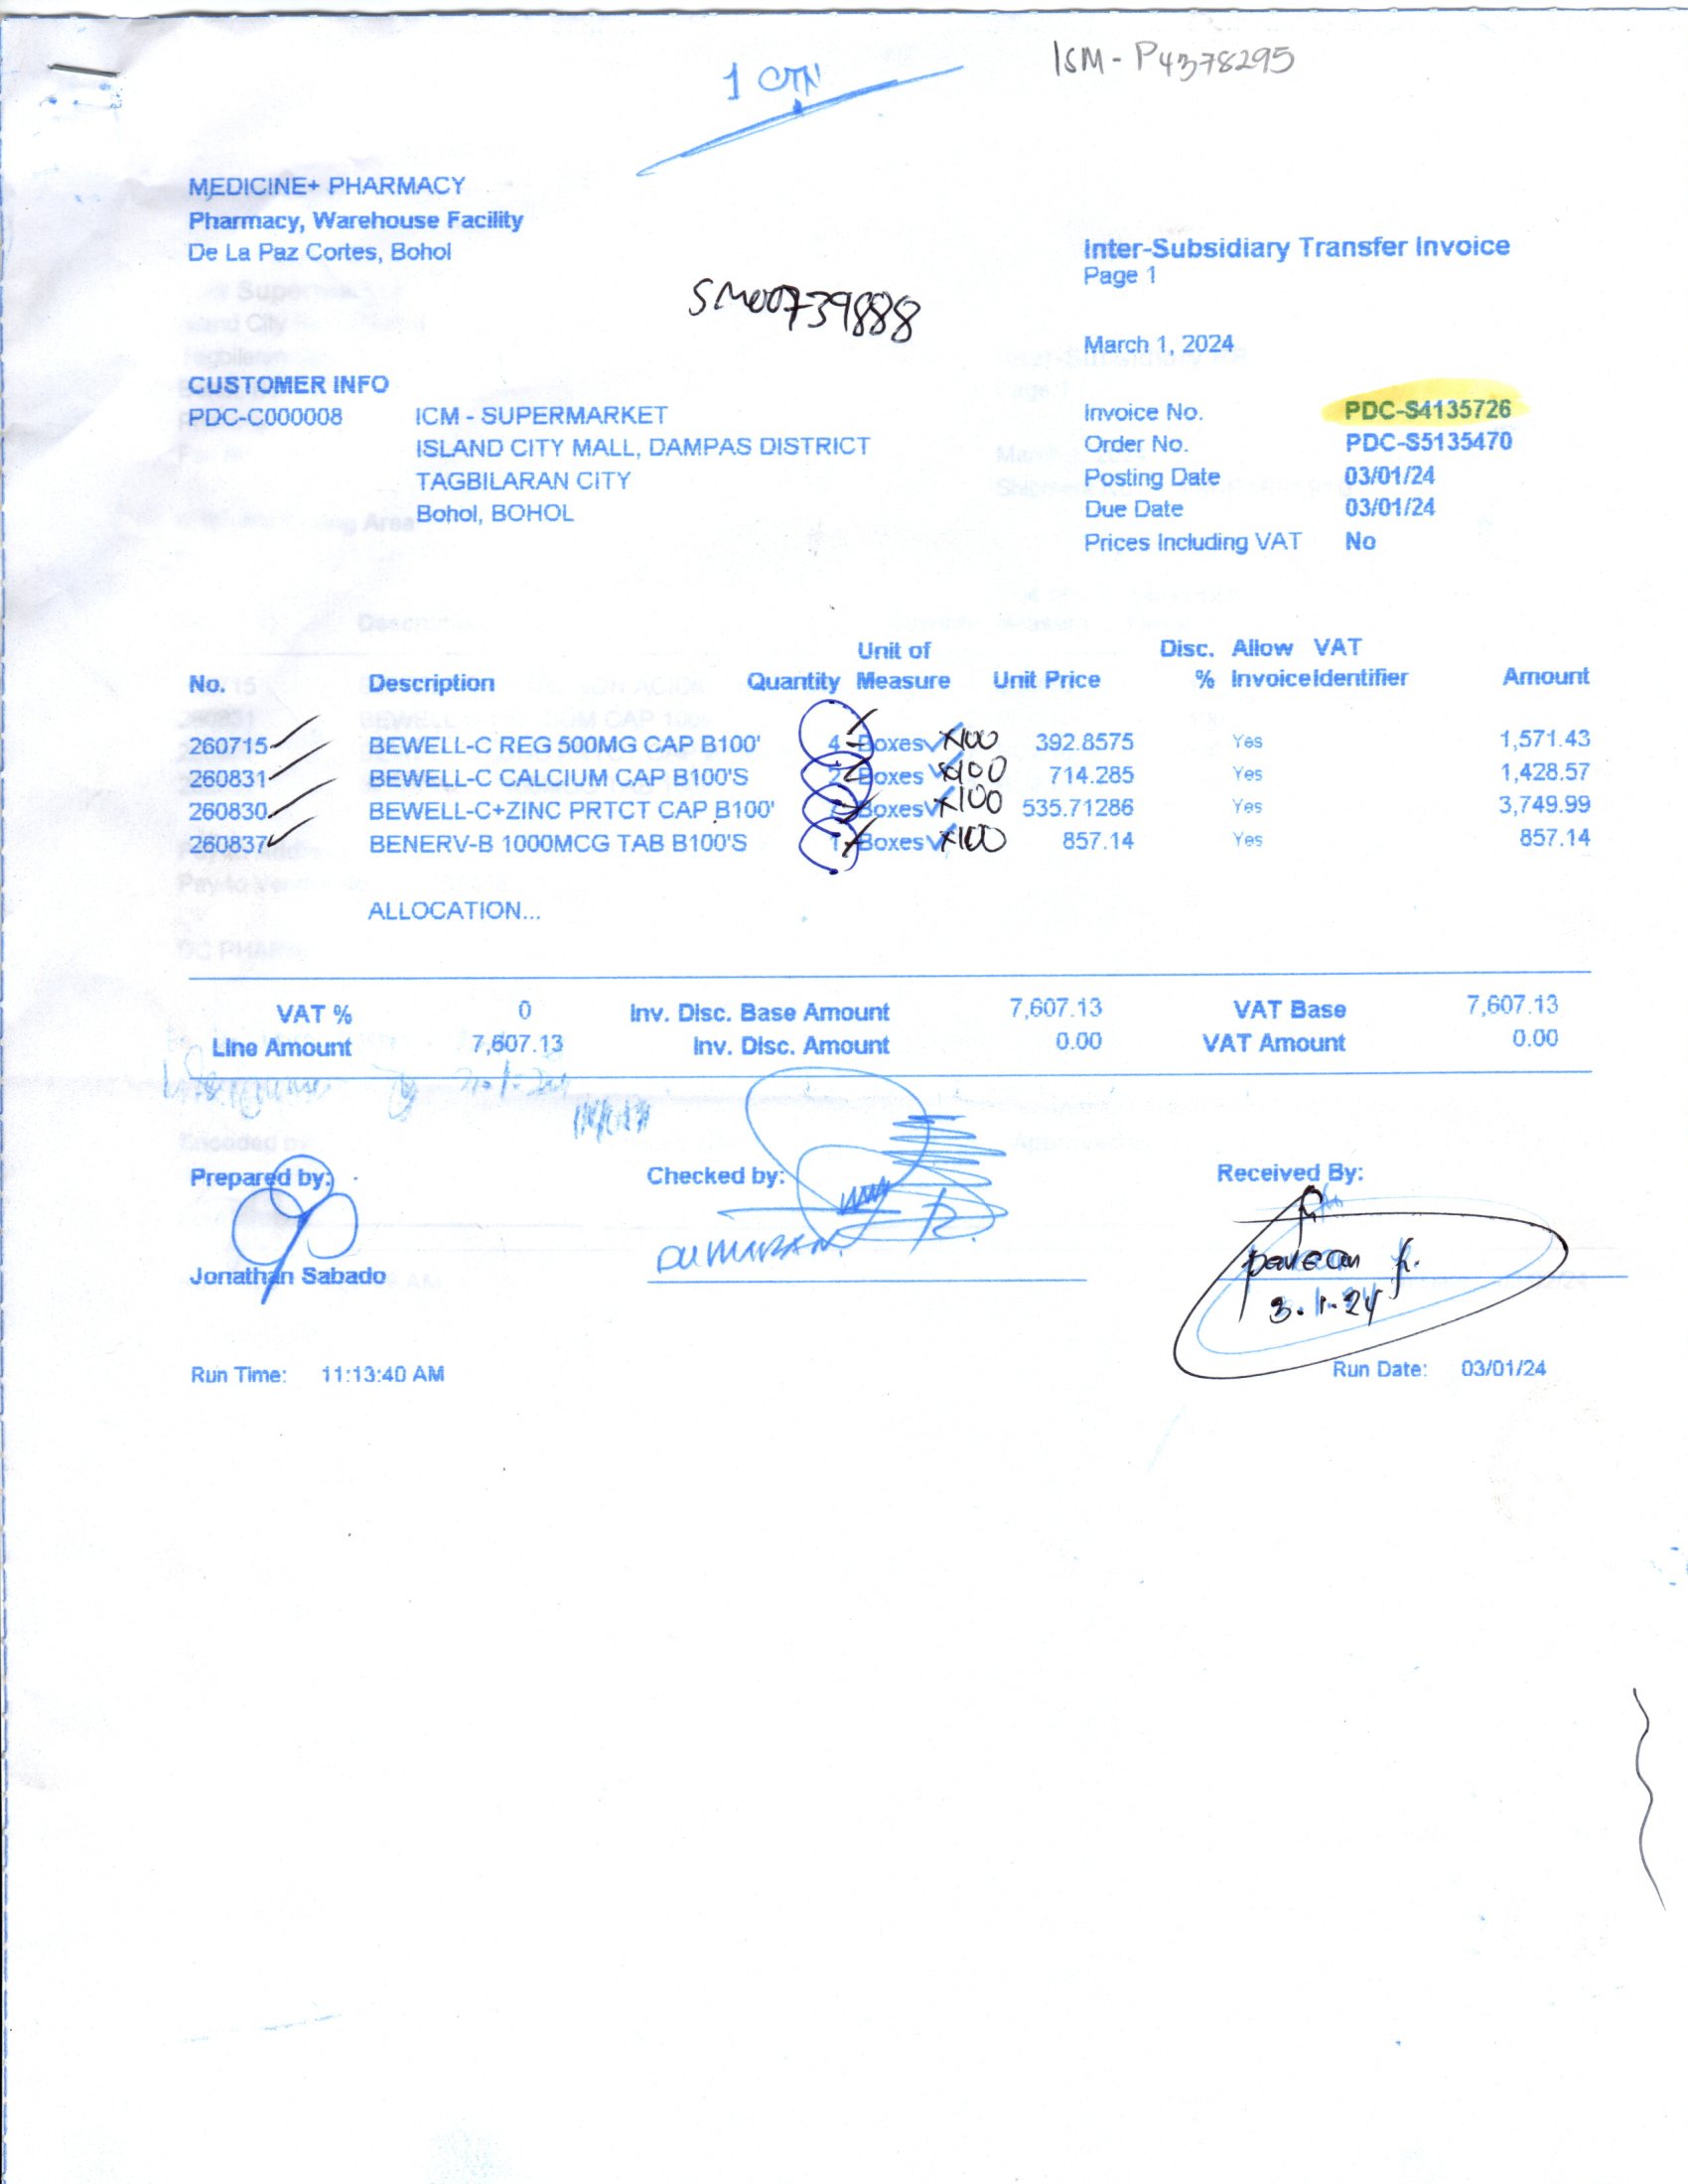 ISM - P4378295
1 CTN
MEDICINE+ PHARMACY
Pharmacy, Warehouse Facility
De La Paz Cortes, Bohol
Inter-Subsidiary Transfer Invoice
Page 1
SM00739888
March 1, 2024
CUSTOMER INFO
PDC-C000008 ICM - SUPERMARKET
ISLAND CITY MALL, DAMPAS DISTRICT
TAGBILARAN CITY
Bohol, BOHOL
Invoice No. PDC-S4135726
Order No. PDC-S5135470
Posting Date 03/01/24
Due Date 03/01/24
Prices Including VAT No
No. Description Quantity Unit of Measure Unit Price Disc. % Allow Invoice VAT Identifier Amount
260715 BEWELL-C REG 500MG CAP B100' 4 Boxes x100 392.8575 Yes 1,571.43
260831 BEWELL-C CALCIUM CAP B100'S 2 Boxes x100 714.285 Yes 1,428.57
260830 BEWELL-C+ZINC PRTCT CAP B100' 7 Boxes x100 535.71286 Yes 3,749.99
260837 BENERV-B 1000MCG TAB B100'S 1 Boxes x100 857.14 Yes 857.14
ALLOCATION...
VAT % 0 Inv. Disc. Base Amount 7,607.13 VAT Base 7,607.13
Line Amount 7,607.13 Inv. Disc. Amount 0.00 VAT Amount 0.00
Prepared by: Checked by: Received By:
Jonathan Sabado
3.1.24
Run Time: 11:13:40 AM Run Date: 03/01/24